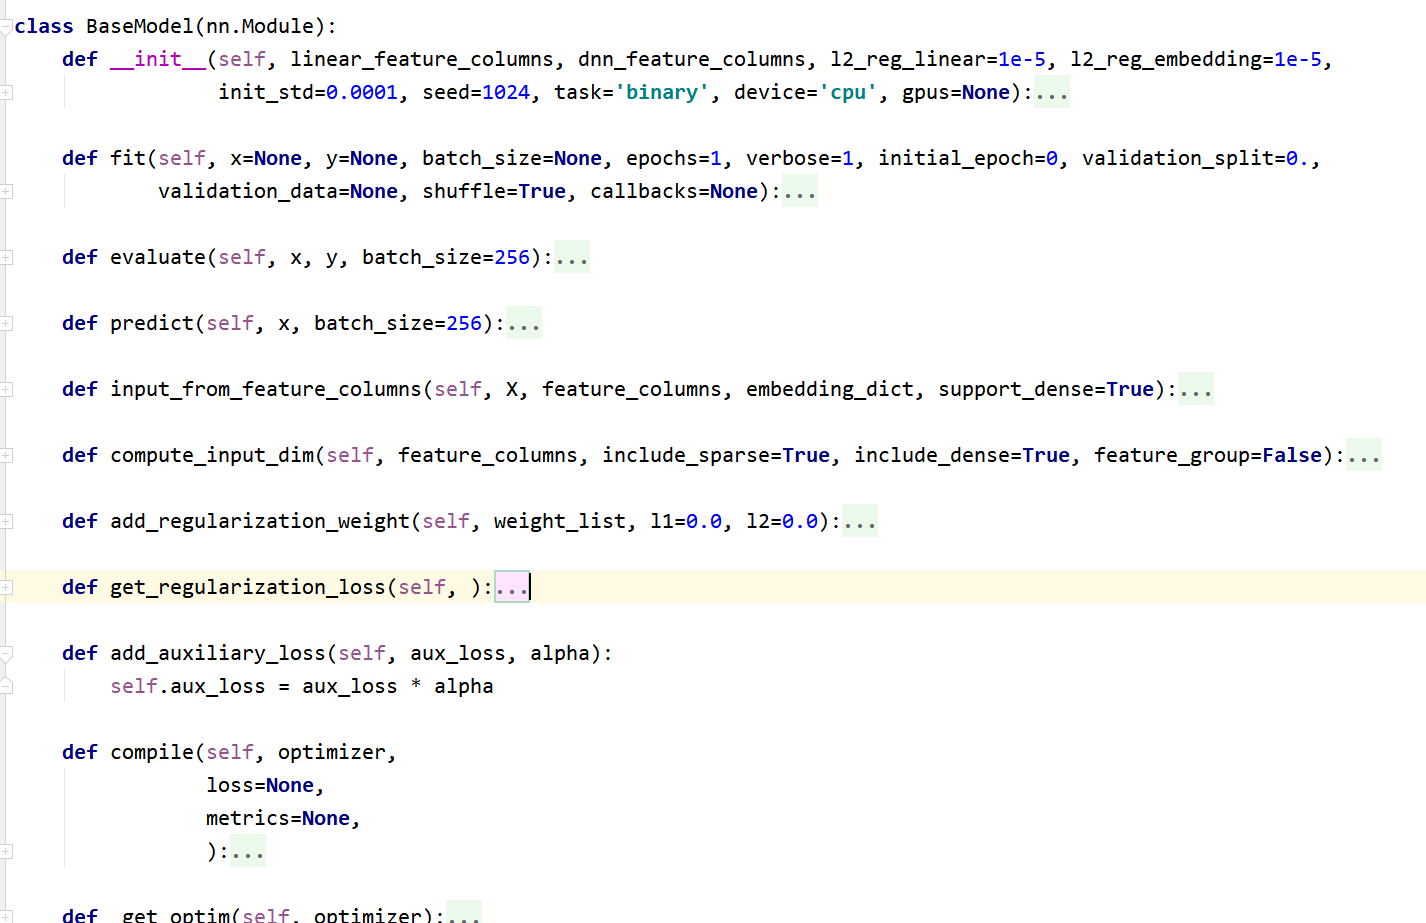 class BaseModel(nn.Module):
    def __init__(self, linear_feature_columns, dnn_feature_columns, l2_reg_linear=1e-5, l2_reg_embedding=1e-5,
                 init_std=0.0001, seed=1024, task='binary', device='cpu', gpus=None):...
    def fit(self, x=None, y=None, batch_size=None, epochs=1, verbose=1, initial_epoch=0, validation_split=0.,
            validation_data=None, shuffle=True, callbacks=None):...
    def evaluate(self, x, y, batch_size=256):...
    def predict(self, x, batch_size=256):...
    def input_from_feature_columns(self, X, feature_columns, embedding_dict, support_dense=True):...
    def compute_input_dim(self, feature_columns, include_sparse=True, include_dense=True, feature_group=False):...
    def add_regularization_weight(self, weight_list, l1=0.0, l2=0.0):...
    def get_regularization_loss(self, ):...
    def add_auxiliary_loss(self, aux_loss, alpha):
        self.aux_loss = aux_loss * alpha
    def compile(self, optimizer,
                loss=None,
                metrics=None,
                ):...
    def _get_optim(self, optimizer):...